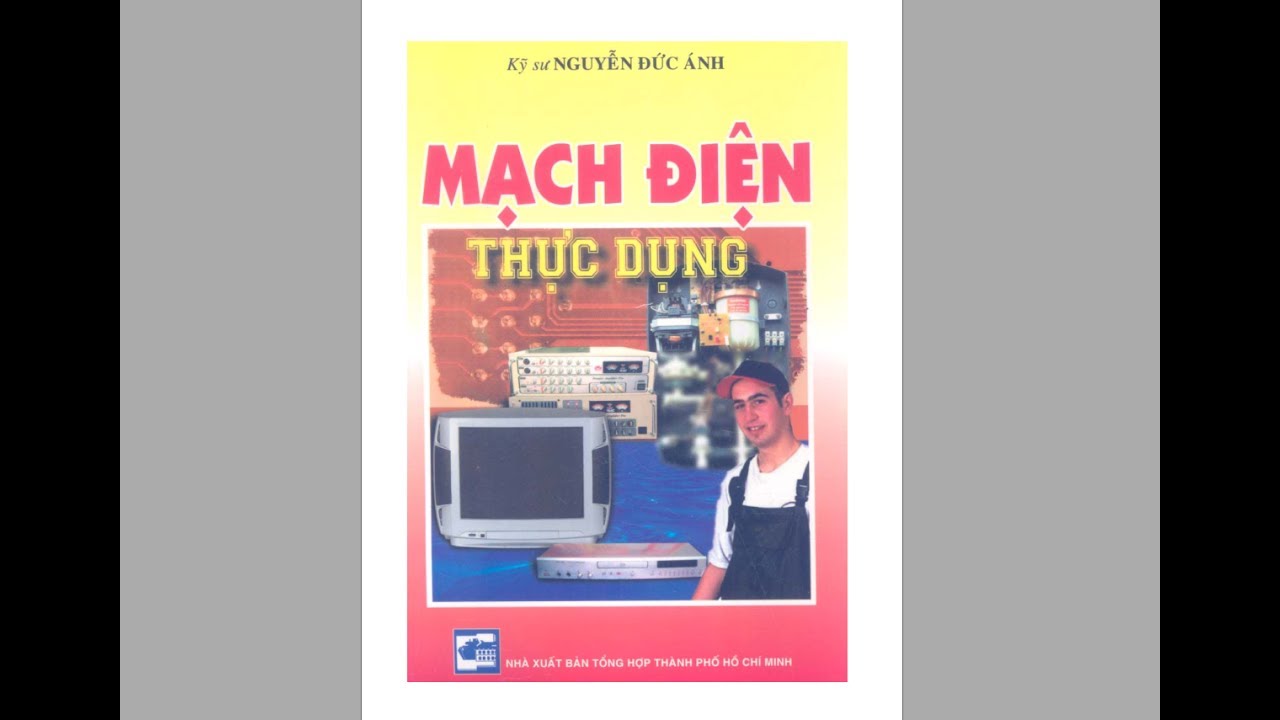 Kỹ sư NGUYỄN ĐỨC ÁNH
MẠCH ĐIỆN
THỰC DỤNG
NHÀ XUẤT BẢN TỔNG HỢP THÀNH PHỐ HỒ CHÍ MINH